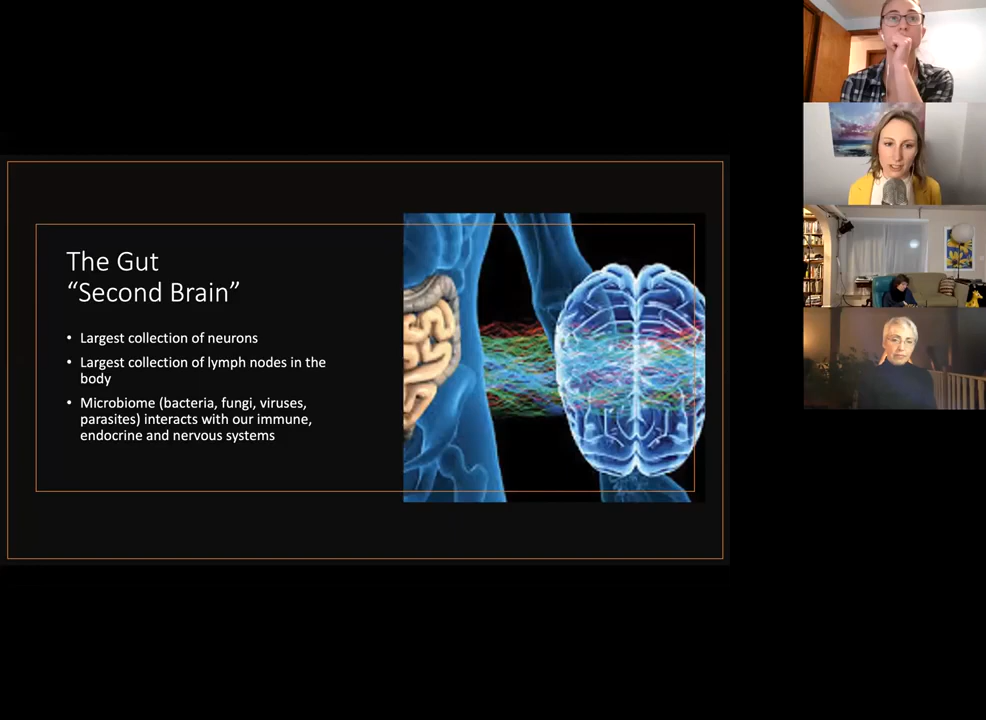 The Gut
“Second Brain”
• Largest collection of neurons
• Largest collection of lymph nodes in the
body
• Microbiome (bacteria, fungi, viruses,
parasites) interacts with our immune,
endocrine and nervous systems